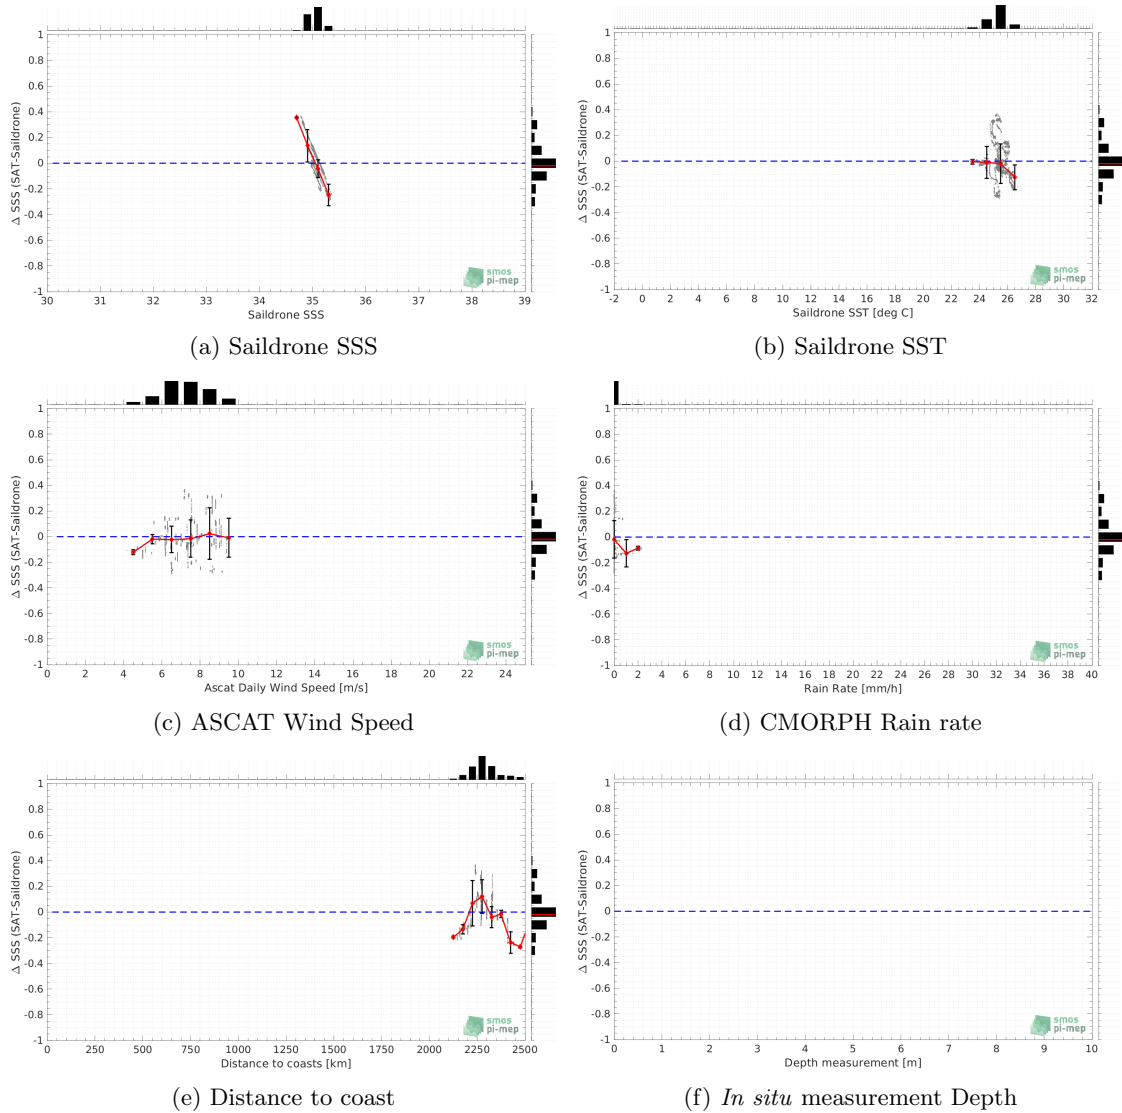 1
0.8
0.6
0.4
0.2
0
-0.2
-0.4
-0.6
-0.8
-1
Δ SSS (SAT-Saildrone)
30 31 32 33 34 35 36 37 38 39
Saildrone SSS
smos
pi-mep
(a) Saildrone SSS
1
0.8
0.6
0.4
0.2
0
-0.2
-0.4
-0.6
-0.8
-1
Δ SSS (SAT-Saildrone)
-2 0 2 4 6 8 10 12 14 16 18 20 22 24 26 28 30 32
Saildrone SST [deg C]
smos
pi-mep
(b) Saildrone SST
1
0.8
0.6
0.4
0.2
0
-0.2
-0.4
-0.6
-0.8
-1
Δ SSS (SAT-Saildrone)
0 2 4 6 8 10 12 14 16 18 20 22 24
Ascat Daily Wind Speed [m/s]
smos
pi-mep
(c) ASCAT Wind Speed
1
0.8
0.6
0.4
0.2
0
-0.2
-0.4
-0.6
-0.8
-1
Δ SSS (SAT-Saildrone)
0 2 4 6 8 10 12 14 16 18 20 22 24 26 28 30 32 34 36 38 40
Rain Rate [mm/h]
smos
pi-mep
(d) CMORPH Rain rate
1
0.8
0.6
0.4
0.2
0
-0.2
-0.4
-0.6
-0.8
-1
Δ SSS (SAT-Saildrone)
0 250 500 750 1000 1250 1500 1750 2000 2250 2500
Distance to coasts [km]
smos
pi-mep
(e) Distance to coast
1
0.8
0.6
0.4
0.2
0
-0.2
-0.4
-0.6
-0.8
-1
Δ SSS (SAT-Saildrone)
0 1 2 3 4 5 6 7 8 9 10
Depth measurement [m]
smos
pi-mep
(f) In situ measurement Depth